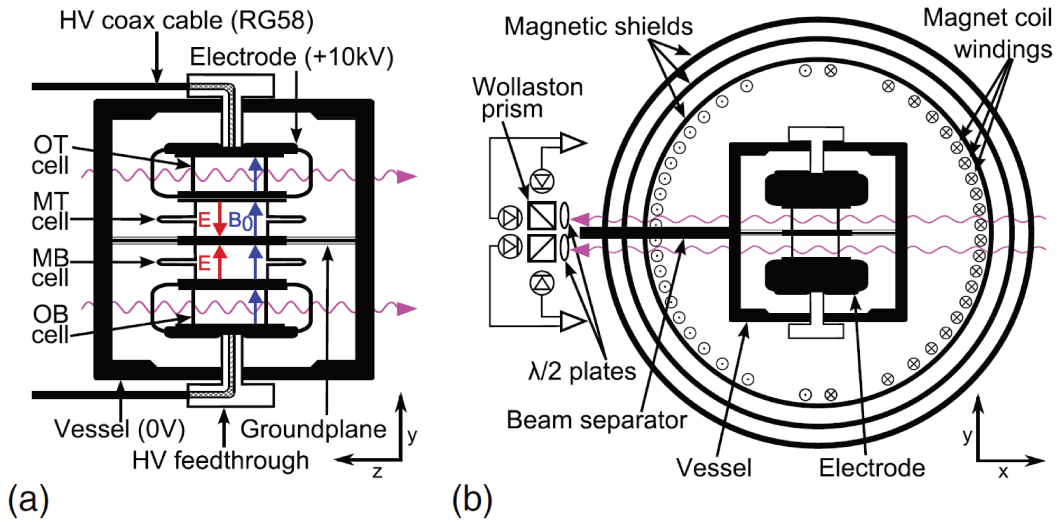 HV coax cable (RG58)
Electrode (+10kV)
OT
cell
MT
cell
MB
cell
OB
cell
E
B0
E
Vessel (0V)
Groundplane
HV feedthrough
y
z
(a)
Magnetic shields
Magnet coil
windings
Wollaston
prism
λ/2 plates
Beam separator
Vessel
Electrode
y
x
(b)